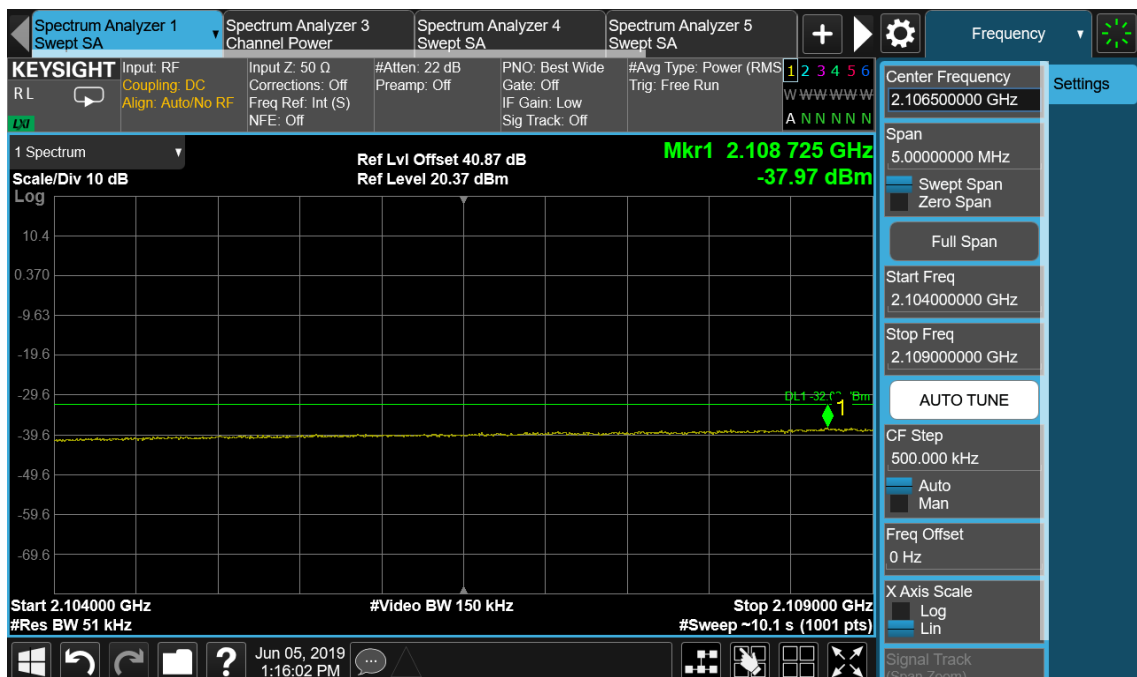 Spectrum Analyzer 1
Swept SA
Spectrum Analyzer 3
Channel Power
Spectrum Analyzer 4
Swept SA
Spectrum Analyzer 5
Swept SA
+
Frequency
KEYSIGHT
R L
LXI
Input: RF
Coupling: DC
Align: Auto/No RF
Input Z: 50 Ω
Corrections: Off
Freq Ref: Int (S)
NFE: Off
#Atten: 22 dB
Preamp: Off
PNO: Best Wide
Gate: Off
IF Gain: Low
Sig Track: Off
#Avg Type: Power (RMS
Trig: Free Run
1 2 3 4 5 6
W W W W W W
A N N N N N
1 Spectrum
Scale/Div 10 dB
Log
Ref Lvl Offset 40.87 dB
Ref Level 20.37 dBm
Mkr1 2.108 725 GHz
-37.97 dBm
10.4
0.370
-9.63
-19.6
-29.6
-39.6
-49.6
-59.6
-69.6
1
Start 2.104000 GHz
#Res BW 51 kHz
#Video BW 150 kHz
Stop 2.109000 GHz
#Sweep ~10.1 s (1001 pts)
?
Jun 05, 2019
1:16:02 PM
Center Frequency
2.106500000 GHz
Span
5.00000000 MHz
Swept Span
Zero Span
Full Span
Start Freq
2.104000000 GHz
Stop Freq
2.109000000 GHz
AUTO TUNE
CF Step
500.000 kHz
Auto
Man
Freq Offset
0 Hz
X Axis Scale
Log
Lin
Signal Track
(Span Zoom)
Settings